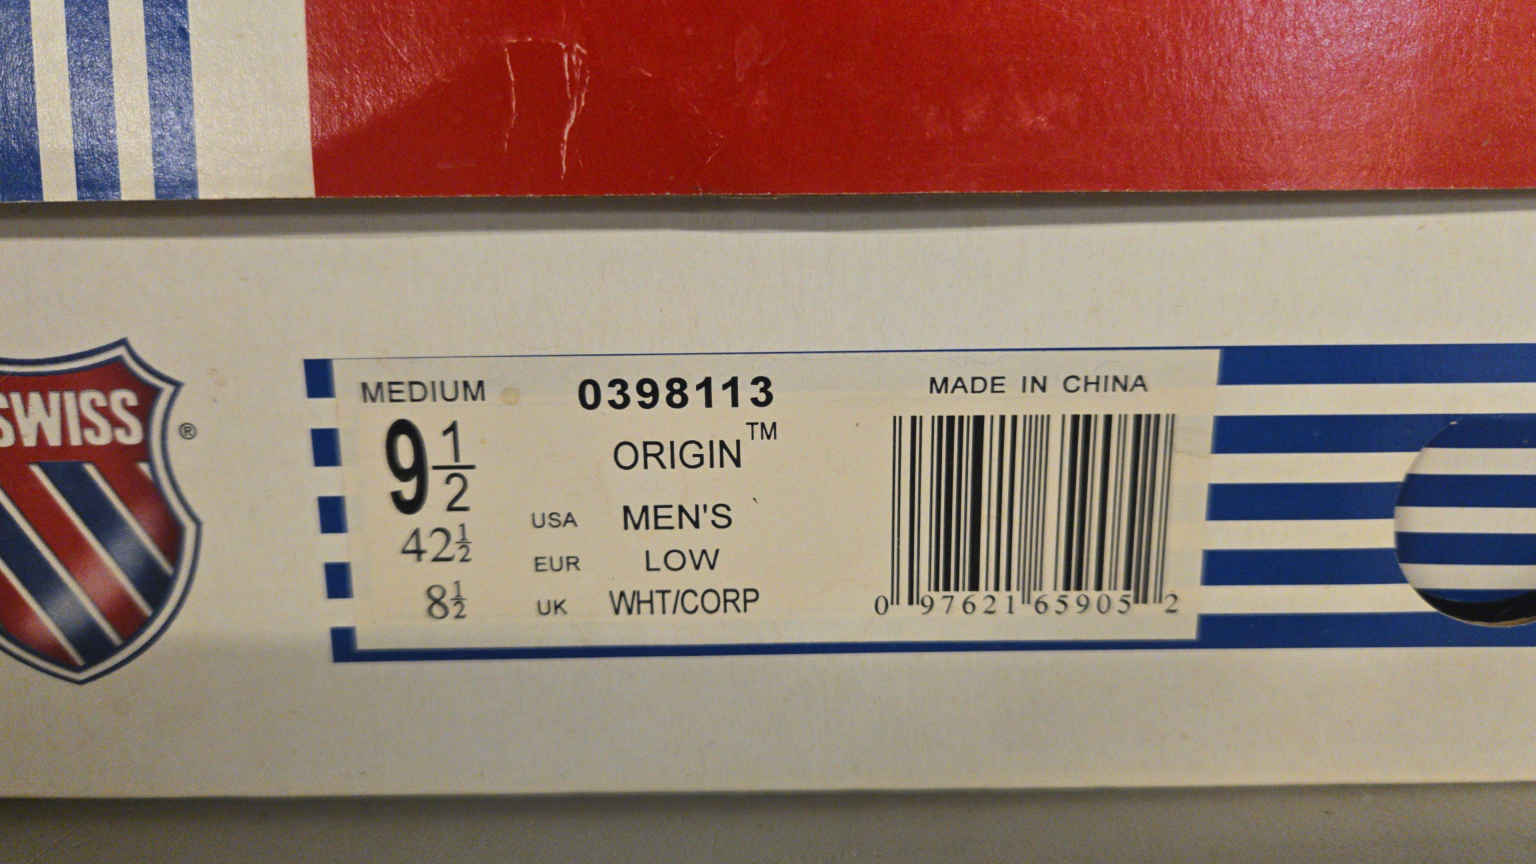 SWISS ®
MEDIUM
9 1/2
42 1/2
8 1/2
USA
EUR
UK
0398113
ORIGIN™
MEN'S
LOW
WHT/CORP
MADE IN CHINA
0 97621 65905 2